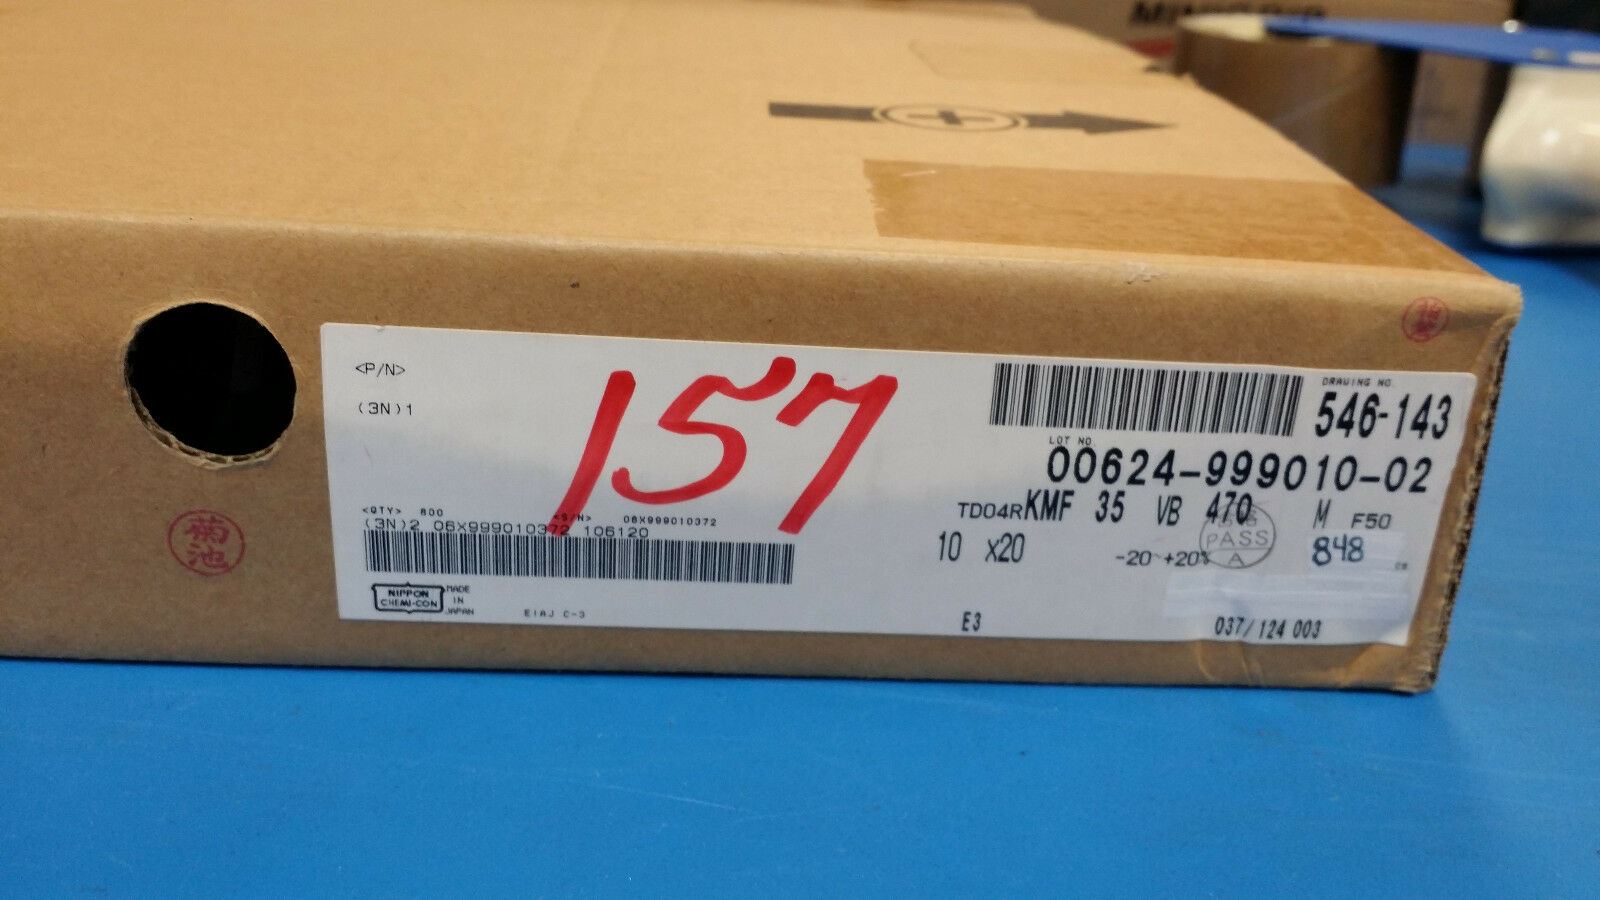 <P/N>
(3N)1
157
DRAWING NO.
546-143
LOT NO.
00624-999010-02
TD04R KMF 35 VB 470 M F50
10 x20 -20~+20%
PASS
A
848
<QTY> 800 <S/N> 06X999010372
(3N)2 06X999010372 106120
NIPPON
CHEMI-CON
MADE
IN
JAPAN
EIAJ C-3
E3
037/124 003
菊
池